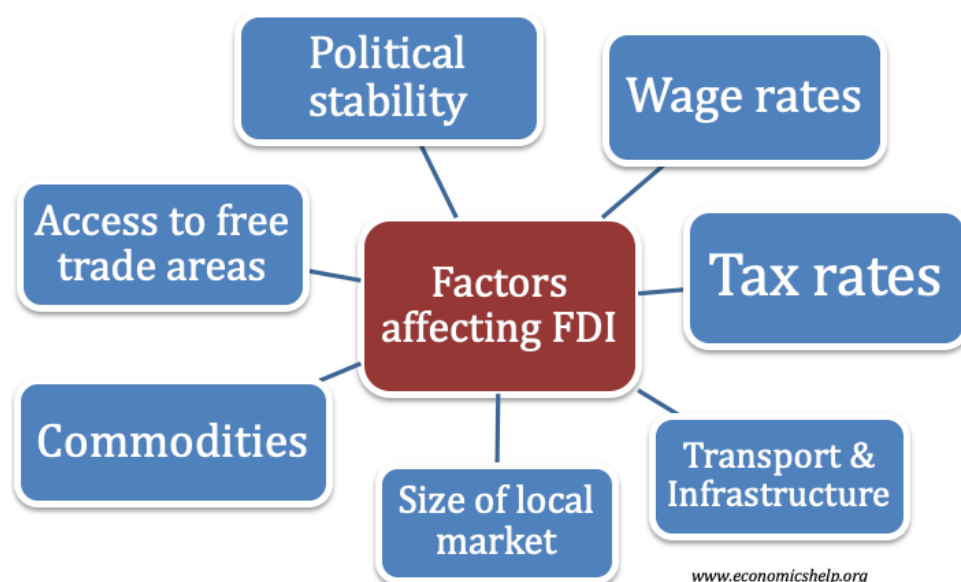 Political
stability
Wage rates
Access to free
trade areas
Factors
affecting FDI
Tax rates
Commodities
Size of local
market
Transport &
Infrastructure
www.economicshelp.org